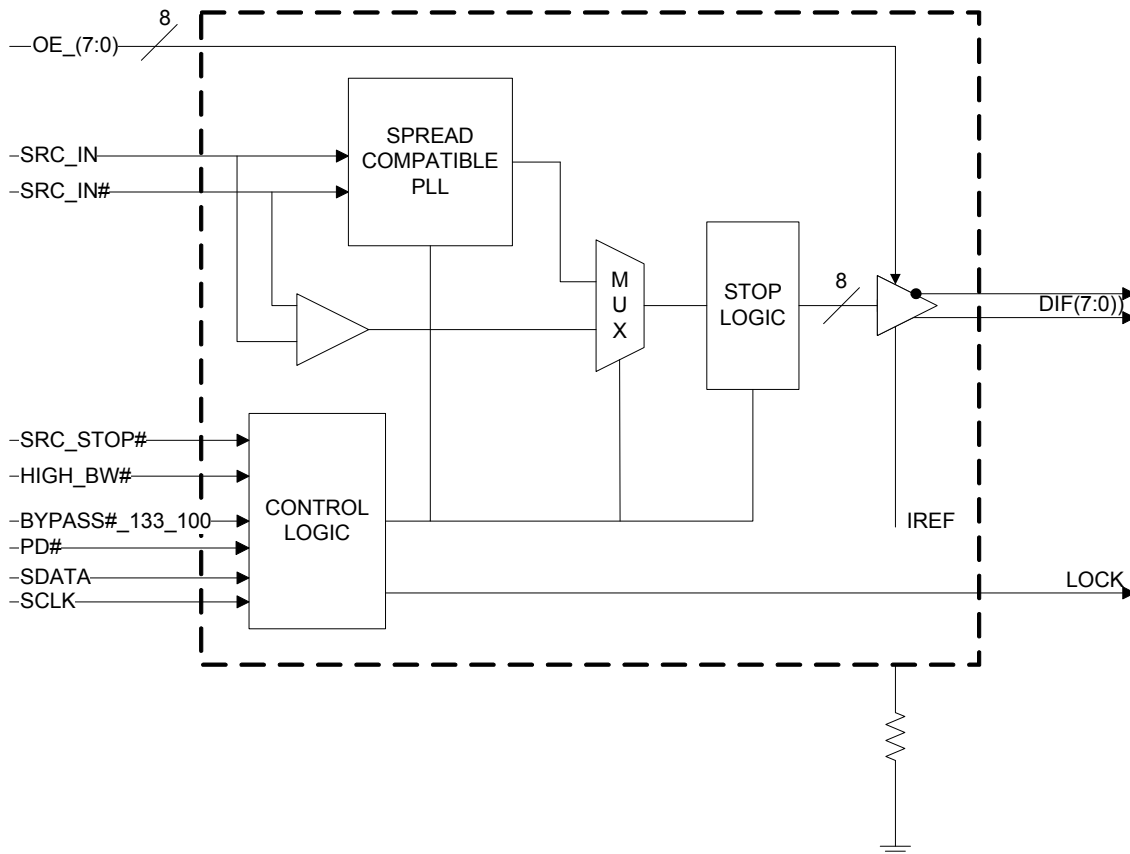 8
OE_(7:0)
SPREAD
COMPATIBLE
PLL
SRC_IN
SRC_IN#
M
U
X
STOP
LOGIC
8
DIF(7:0))
SRC_STOP#
HIGH_BW#
BYPASS#_133_100
PD#
SDATA
SCLK
CONTROL
LOGIC
IREF
LOCK